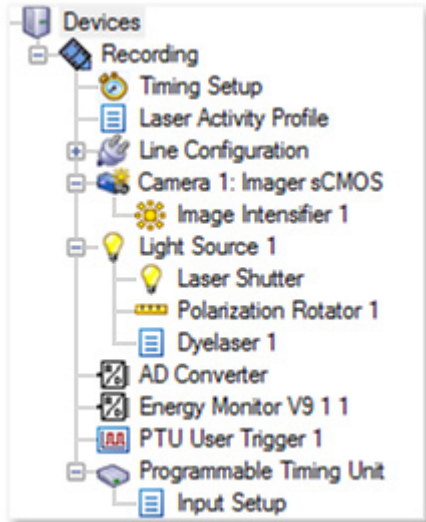 Devices
Recording
Timing Setup
Laser Activity Profile
Line Configuration
Camera 1: Imager sCMOS
Image Intensifier 1
Light Source 1
Laser Shutter
Polarization Rotator 1
Dyelaser 1
AD Converter
Energy Monitor V9 1 1
PTU User Trigger 1
Programmable Timing Unit
Input Setup